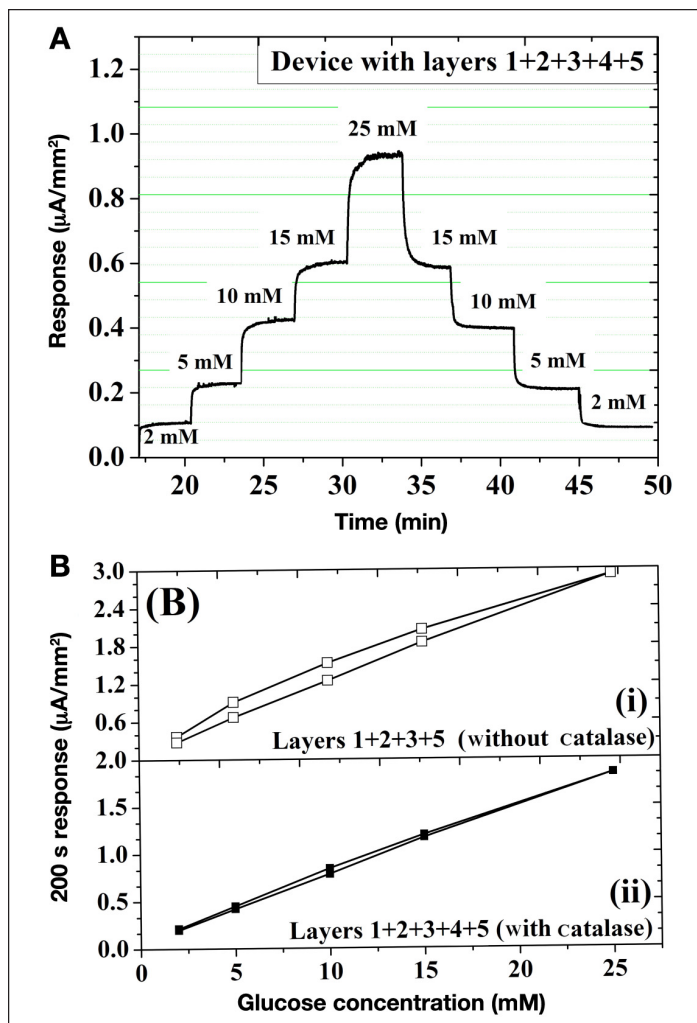 A
Device with layers 1+2+3+4+5
Response (µA/mm²)
1.2
1.0
0.8
0.6
0.4
0.2
0.0
2 mM
5 mM
10 mM
15 mM
25 mM
15 mM
10 mM
5 mM
2 mM
20 25 30 35 40 45 50
Time (min)
B
(B)
200 s response (µA/mm²)
3.0
2.4
1.8
1.2
0.6
(i)
Layers 1+2+3+5 (without catalase)
2.0
1.5
1.0
0.5
0.0
(ii)
Layers 1+2+3+4+5 (with catalase)
0 5 10 15 20 25
Glucose concentration (mM)